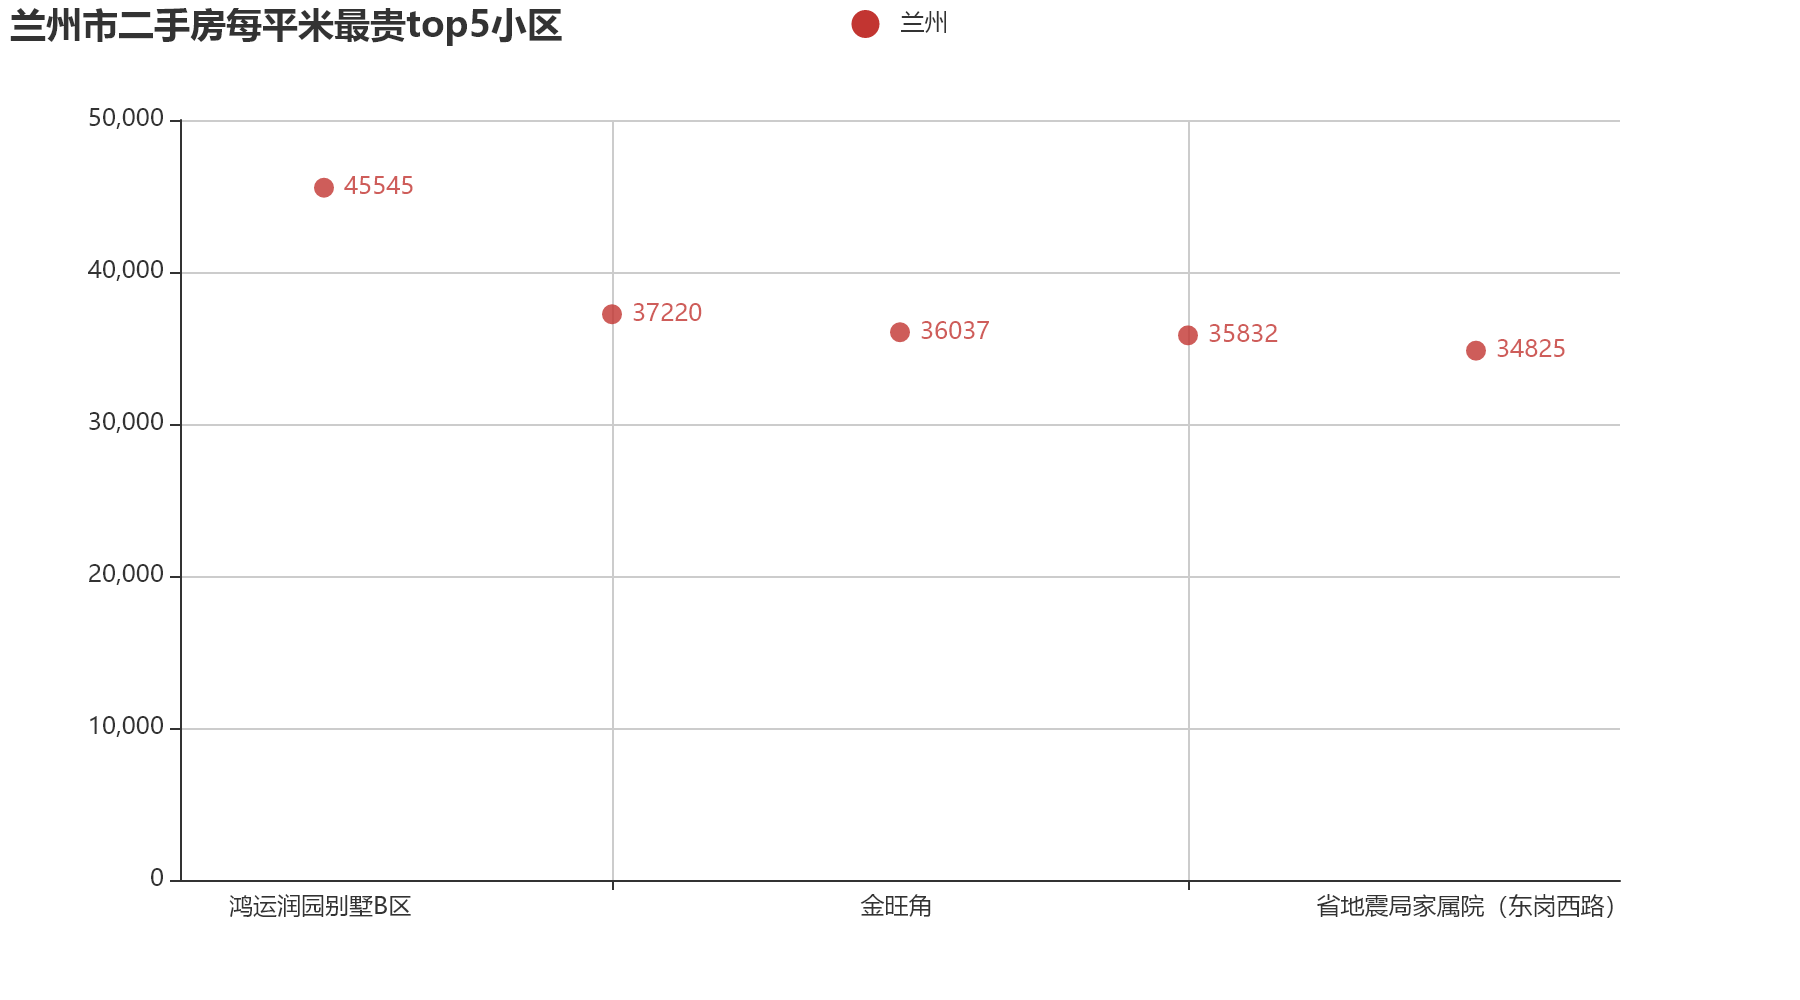 兰州市二手房每平米最贵top5小区
兰州
50,000
40,000
30,000
20,000
10,000
0
45545
37220
36037
35832
34825
鸿运润园别墅B区
金旺角
省地震局家属院（东岗西路）